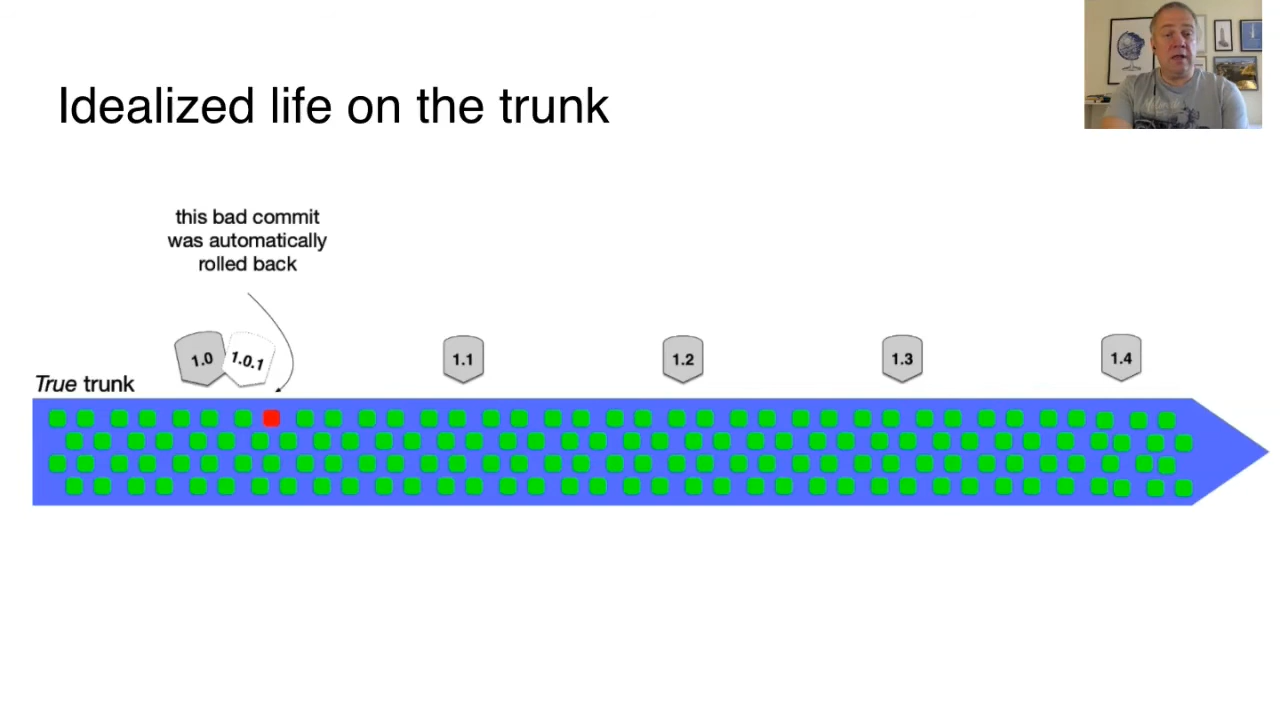 Idealized life on the trunk
this bad commit
was automatically
rolled back
1.0
1.0.1
1.1
1.2
1.3
1.4
True trunk